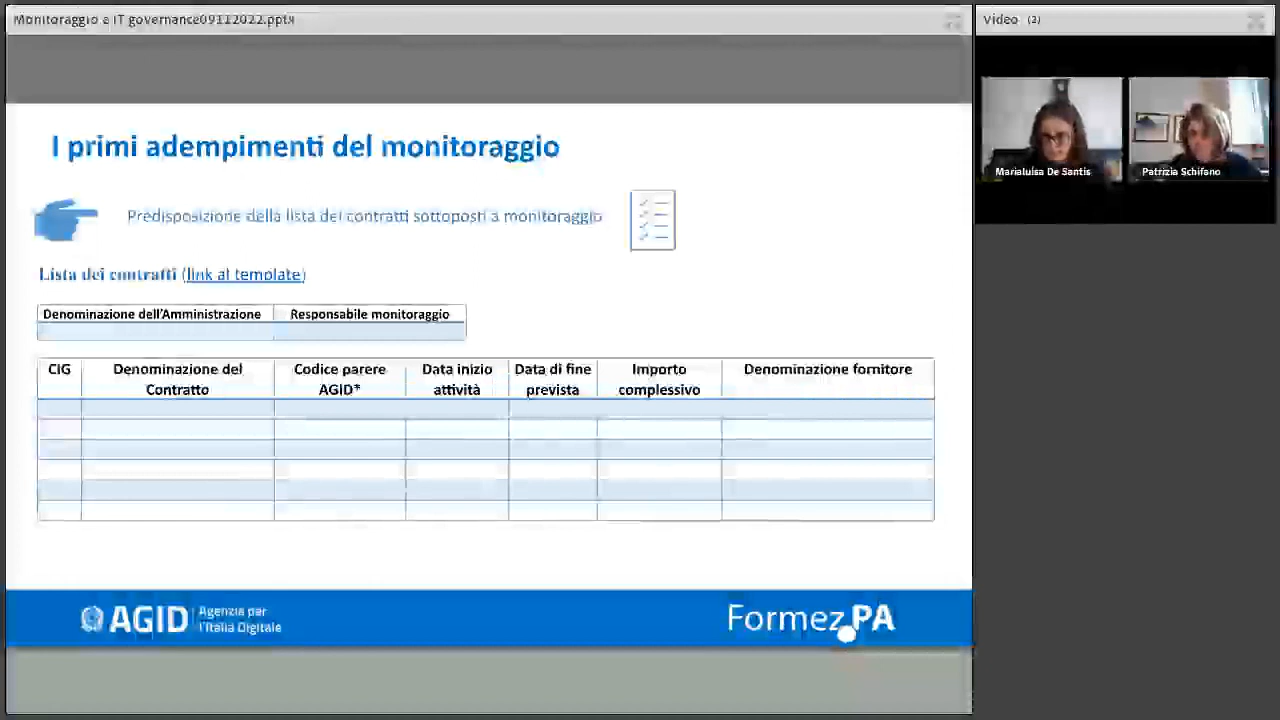 Monitoraggio e IT governance09112022.pptx
Video (2)
Marialuisa De Santis
Patrizia Schifano
I primi adempimenti del monitoraggio
Predisposizione della lista dei contratti sottoposti a monitoraggio
Lista dei contratti (link al template)
Denominazione dell'Amministrazione Responsabile monitoraggio
CIG Denominazione del Contratto Codice parere AGID* Data inizio attività Data di fine prevista Importo complessivo Denominazione fornitore
AGID Agenzia per l'Italia Digitale
Formez PA